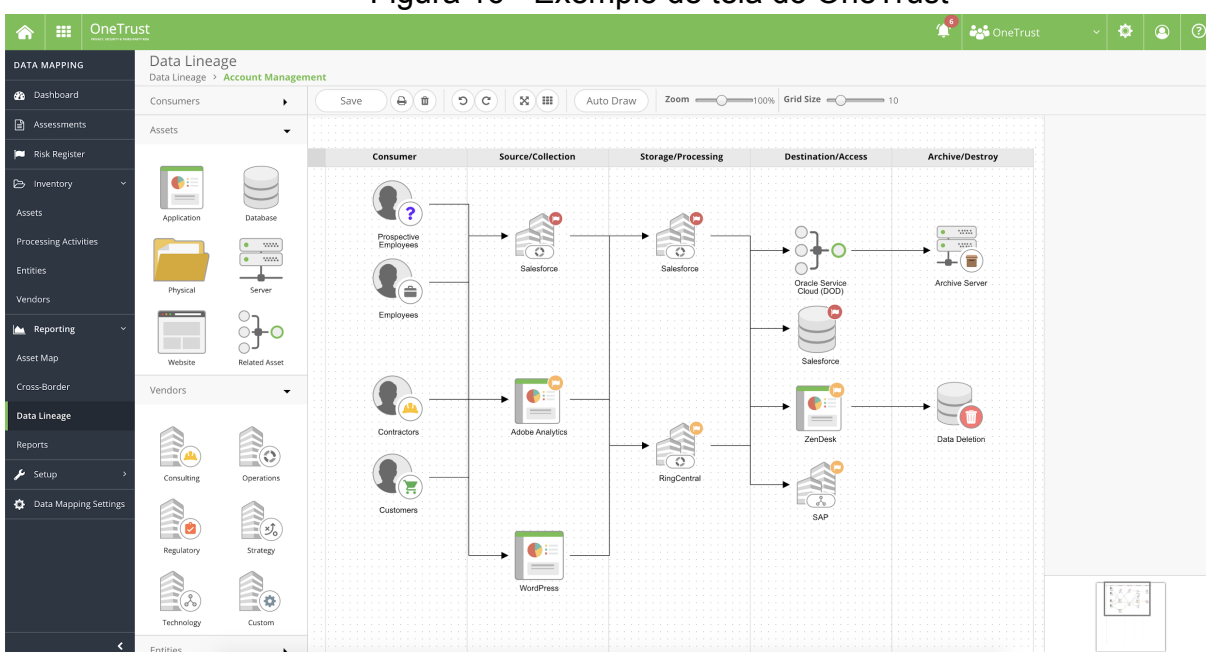 Figura 10 - Exemplo de tela do OneTrust
OneTrust
6
OneTrust
DATA MAPPING
Dashboard
Assessments
Risk Register
Inventory
Assets
Processing Activities
Entities
Vendors
Reporting
Asset Map
Cross-Border
Data Lineage
Reports
Setup
Data Mapping Settings
Data Lineage
Data Lineage > Account Management
Consumers
Assets
Application
Database
Physical
Server
Website
Related Asset
Vendors
Consulting
Operations
Regulatory
Strategy
Technology
Custom
Entities
Save
Auto Draw
Zoom
100%
Grid Size
10
Consumer
Source/Collection
Storage/Processing
Destination/Access
Archive/Destroy
Prospective
Employees
Employees
Contractors
Customers
Salesforce
Adobe Analytics
WordPress
Salesforce
RingCentral
Oracle Service
Cloud (DOD)
Salesforce
ZenDesk
SAP
Archive Server
Data Deletion